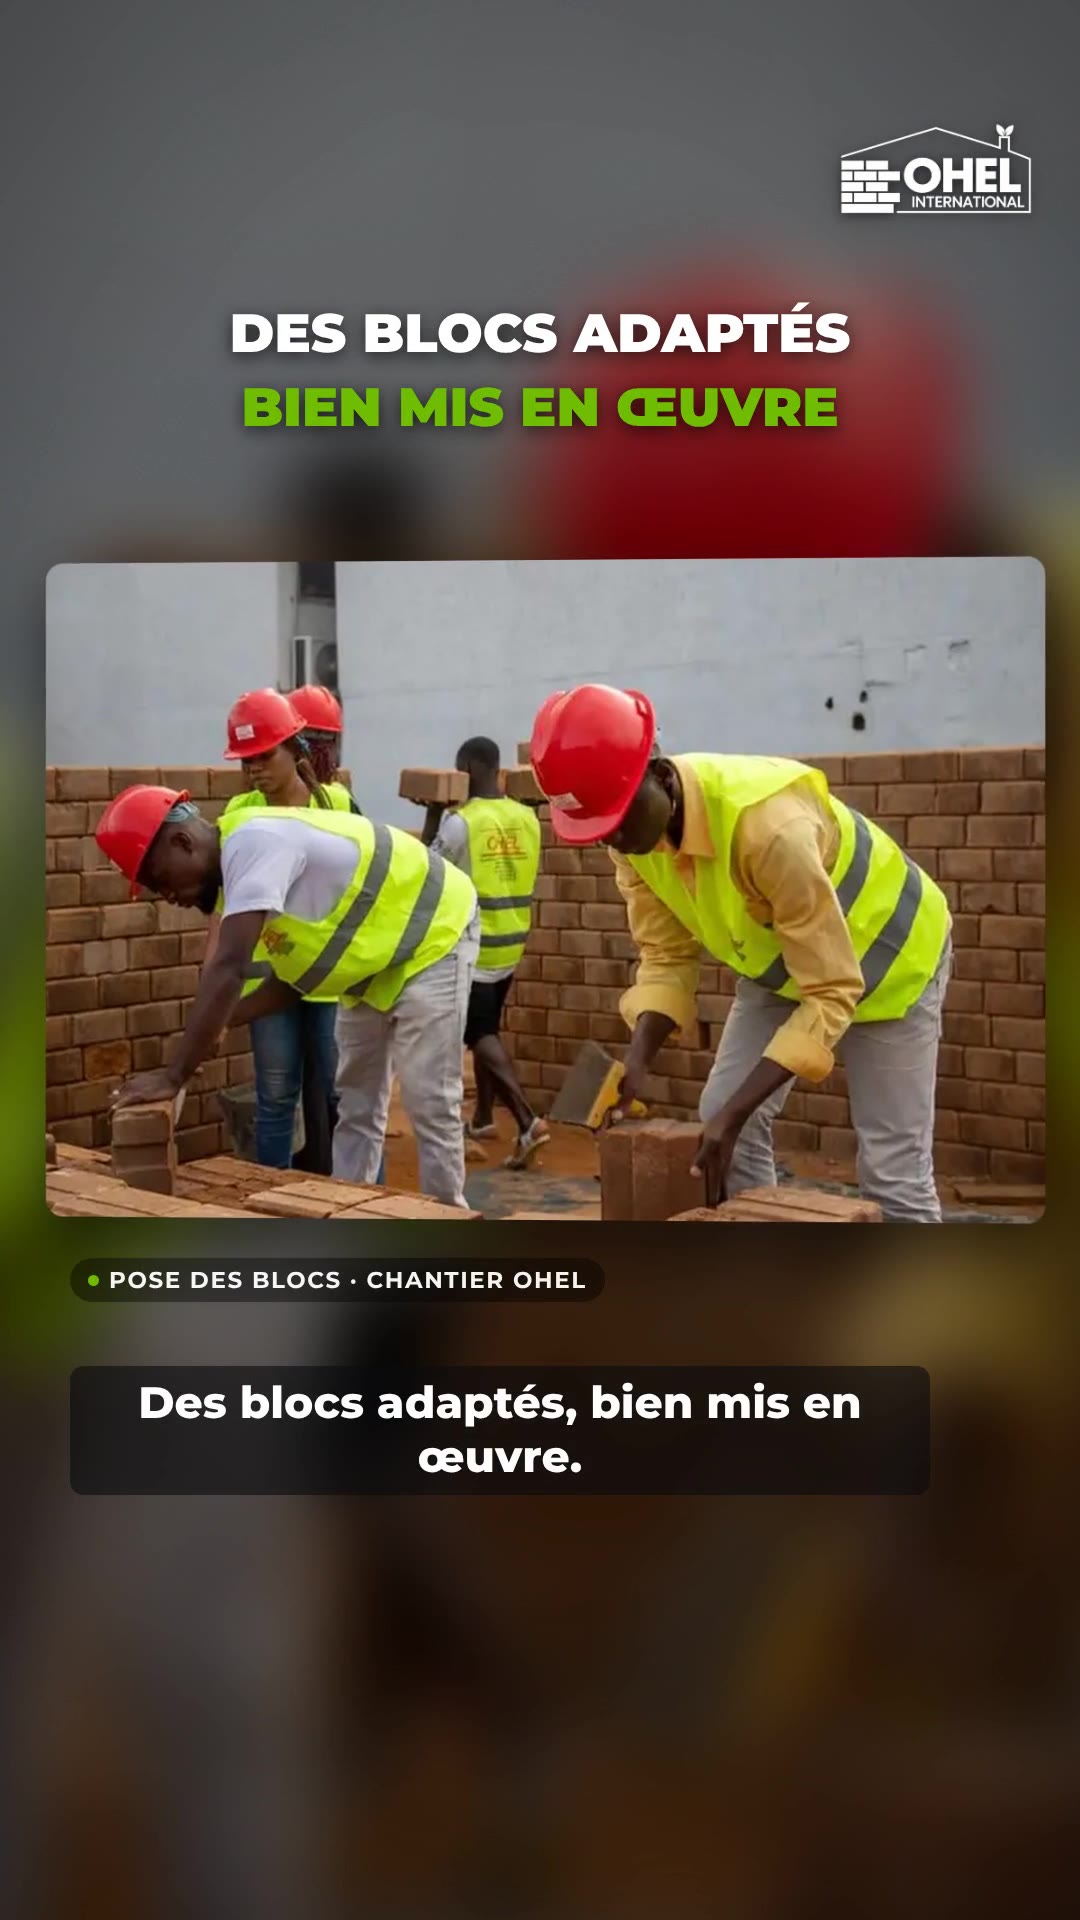 OHEL
INTERNATIONAL
DES BLOCS ADAPTÉS
BIEN MIS EN ŒUVRE
OHEL
POSE DES BLOCS · CHANTIER OHEL
Des blocs adaptés, bien mis en
œuvre.